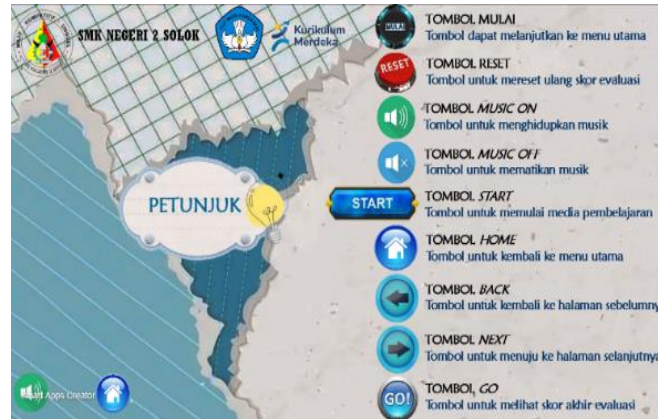 SMK NEGERI 2 SOLOK
Kurikulum
Merdeka
PETUNJUK
MULAI
TOMBOL MULAI
Tombol dapat melanjutkan ke menu utama
RESET
TOMBOL RESET
Tombol untuk mereset ulang skor evaluasi
TOMBOL MUSIC ON
Tombol untuk menghidupkan musik
TOMBOL MUSIC OFF
Tombol untuk mematikan musik
START
TOMBOL START
Tombol untuk memulai media pembelajaran
TOMBOL HOME
Tombol untuk kembali ke menu utama
TOMBOL BACK
Tombol untuk kembali ke halaman sebelumny
TOMBOL NEXT
Tombol untuk menuju ke halaman selanjutnya
GO!
TOMBOL GO
Tombol untuk melihat skor akhir evaluasi
Apps Creator